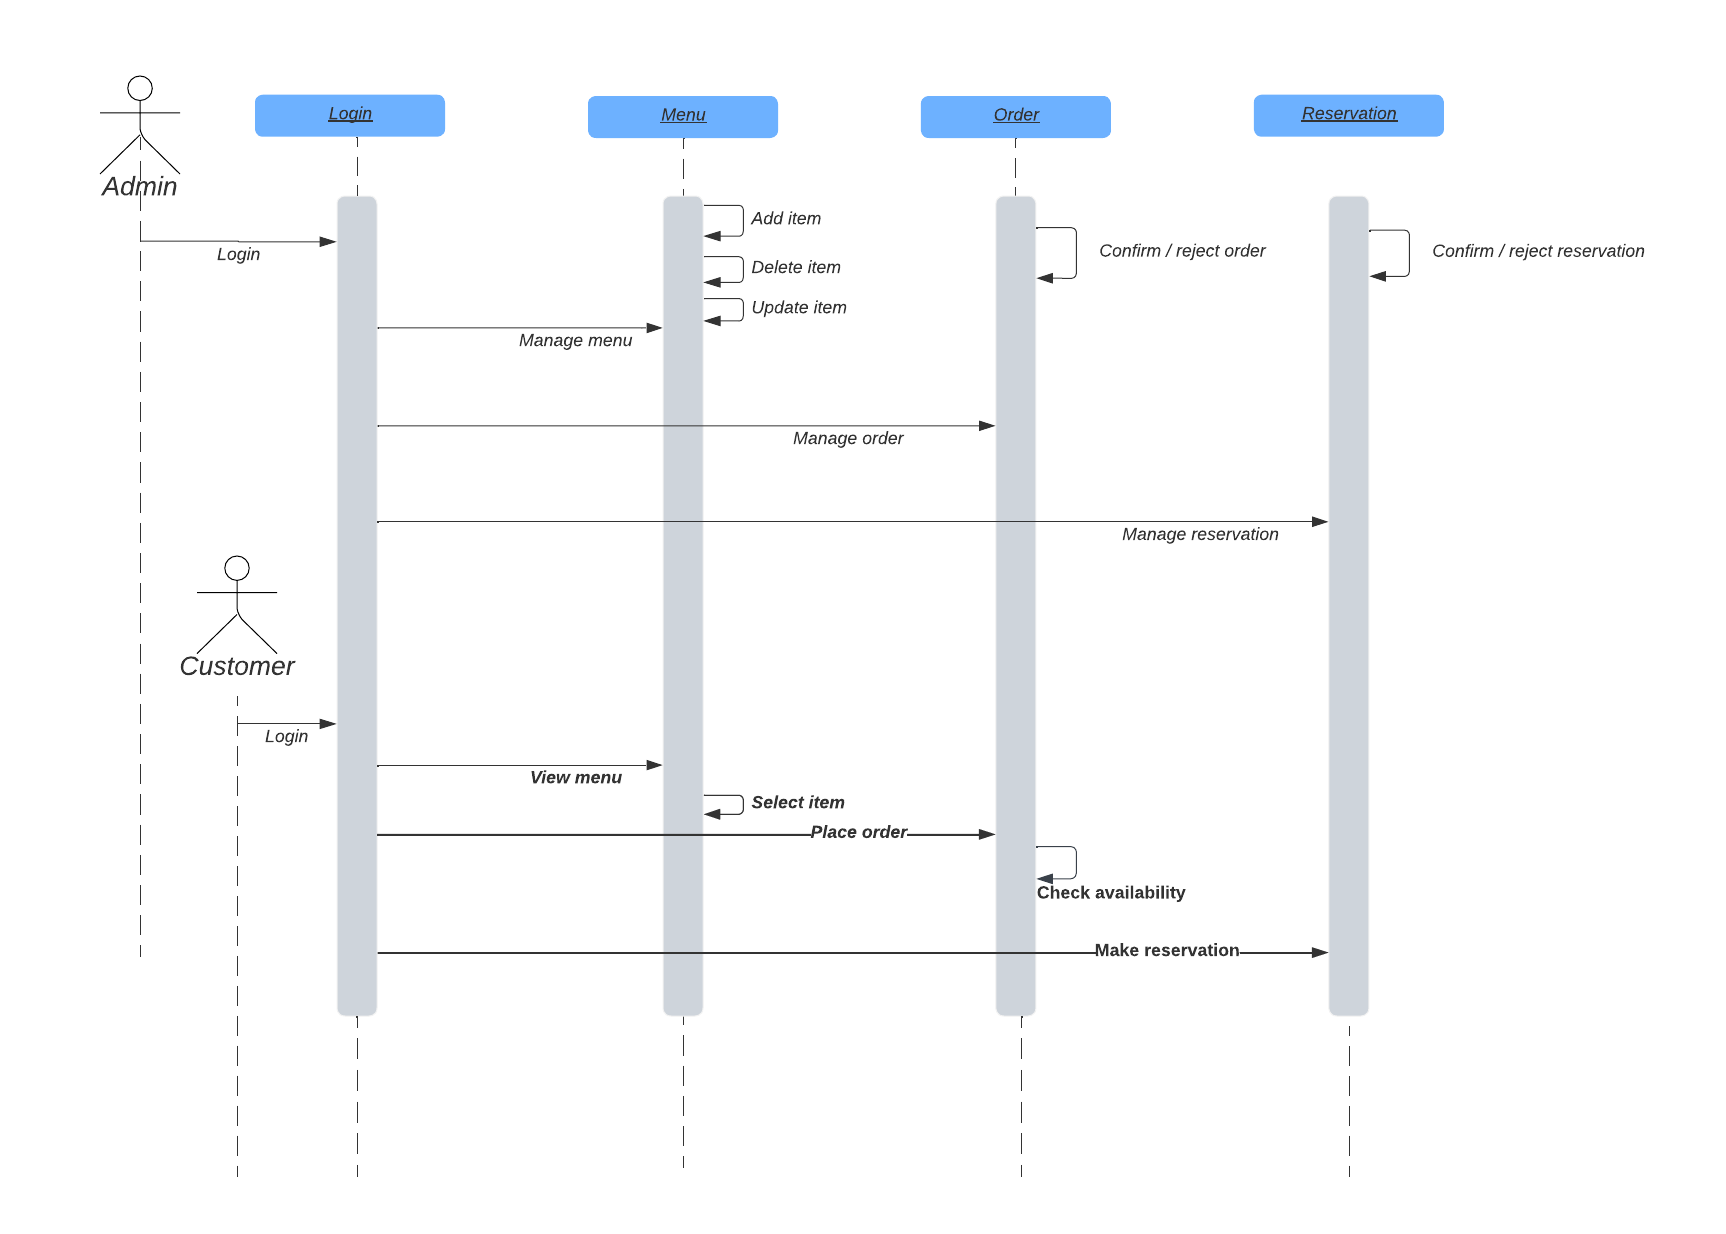 Login
Menu
Order
Reservation
Admin
Add item
Login
Confirm / reject order
Confirm / reject reservation
Delete item
Update item
Manage menu
Manage order
Manage reservation
Customer
Login
View menu
Select item
Place order
Check availability
Make reservation